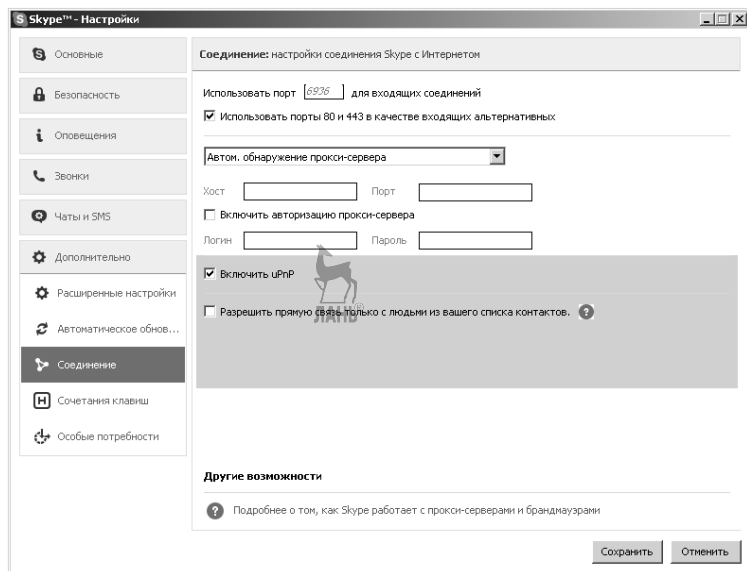 Skype™ - Настройки
Основные
Безопасность
Оповещения
Звонки
Чаты и SMS
Дополнительно
Расширенные настройки
Автоматическое обнов...
Соединение
Сочетания клавиш
Особые потребности
Соединение: настройки соединения Skype с Интернетом
Использовать порт 6936 для входящих соединений
Использовать порты 80 и 443 в качестве входящих альтернативных
Автом. обнаружение прокси-сервера
Хост Порт
Включить авторизацию прокси-сервера
Логин Пароль
Включить uPnP
Разрешить прямую связь только с людьми из вашего списка контактов. ?
ЛАНЬ®
Другие возможности
? Подробнее о том, как Skype работает с прокси-серверами и брандмауэрами
Сохранить Отменить